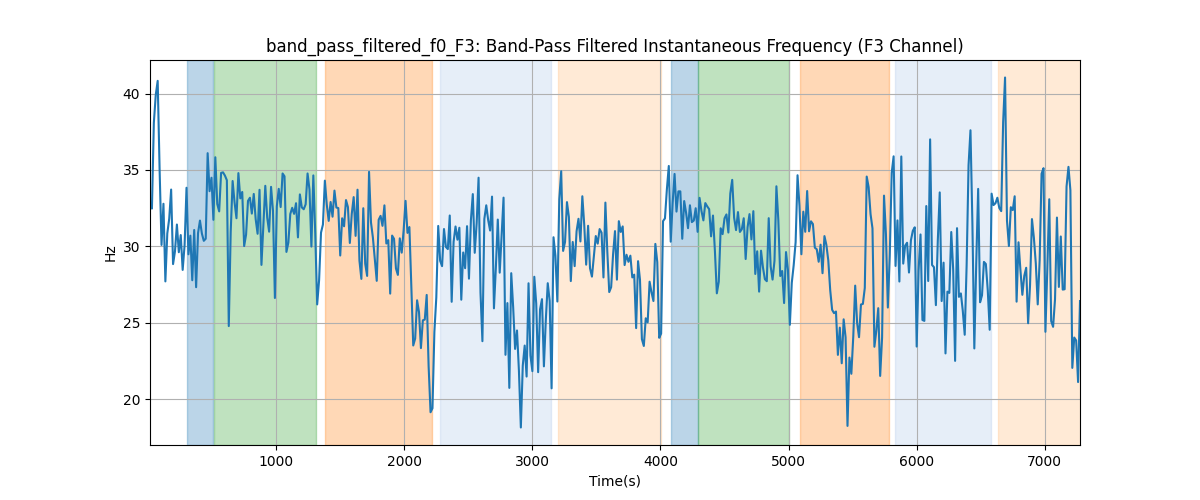 band_pass_filtered_f0_F3: Band-Pass Filtered Instantaneous Frequency (F3 Channel)
40
35
30
25
20
Hz
1000 2000 3000 4000 5000 6000 7000
Time(s)